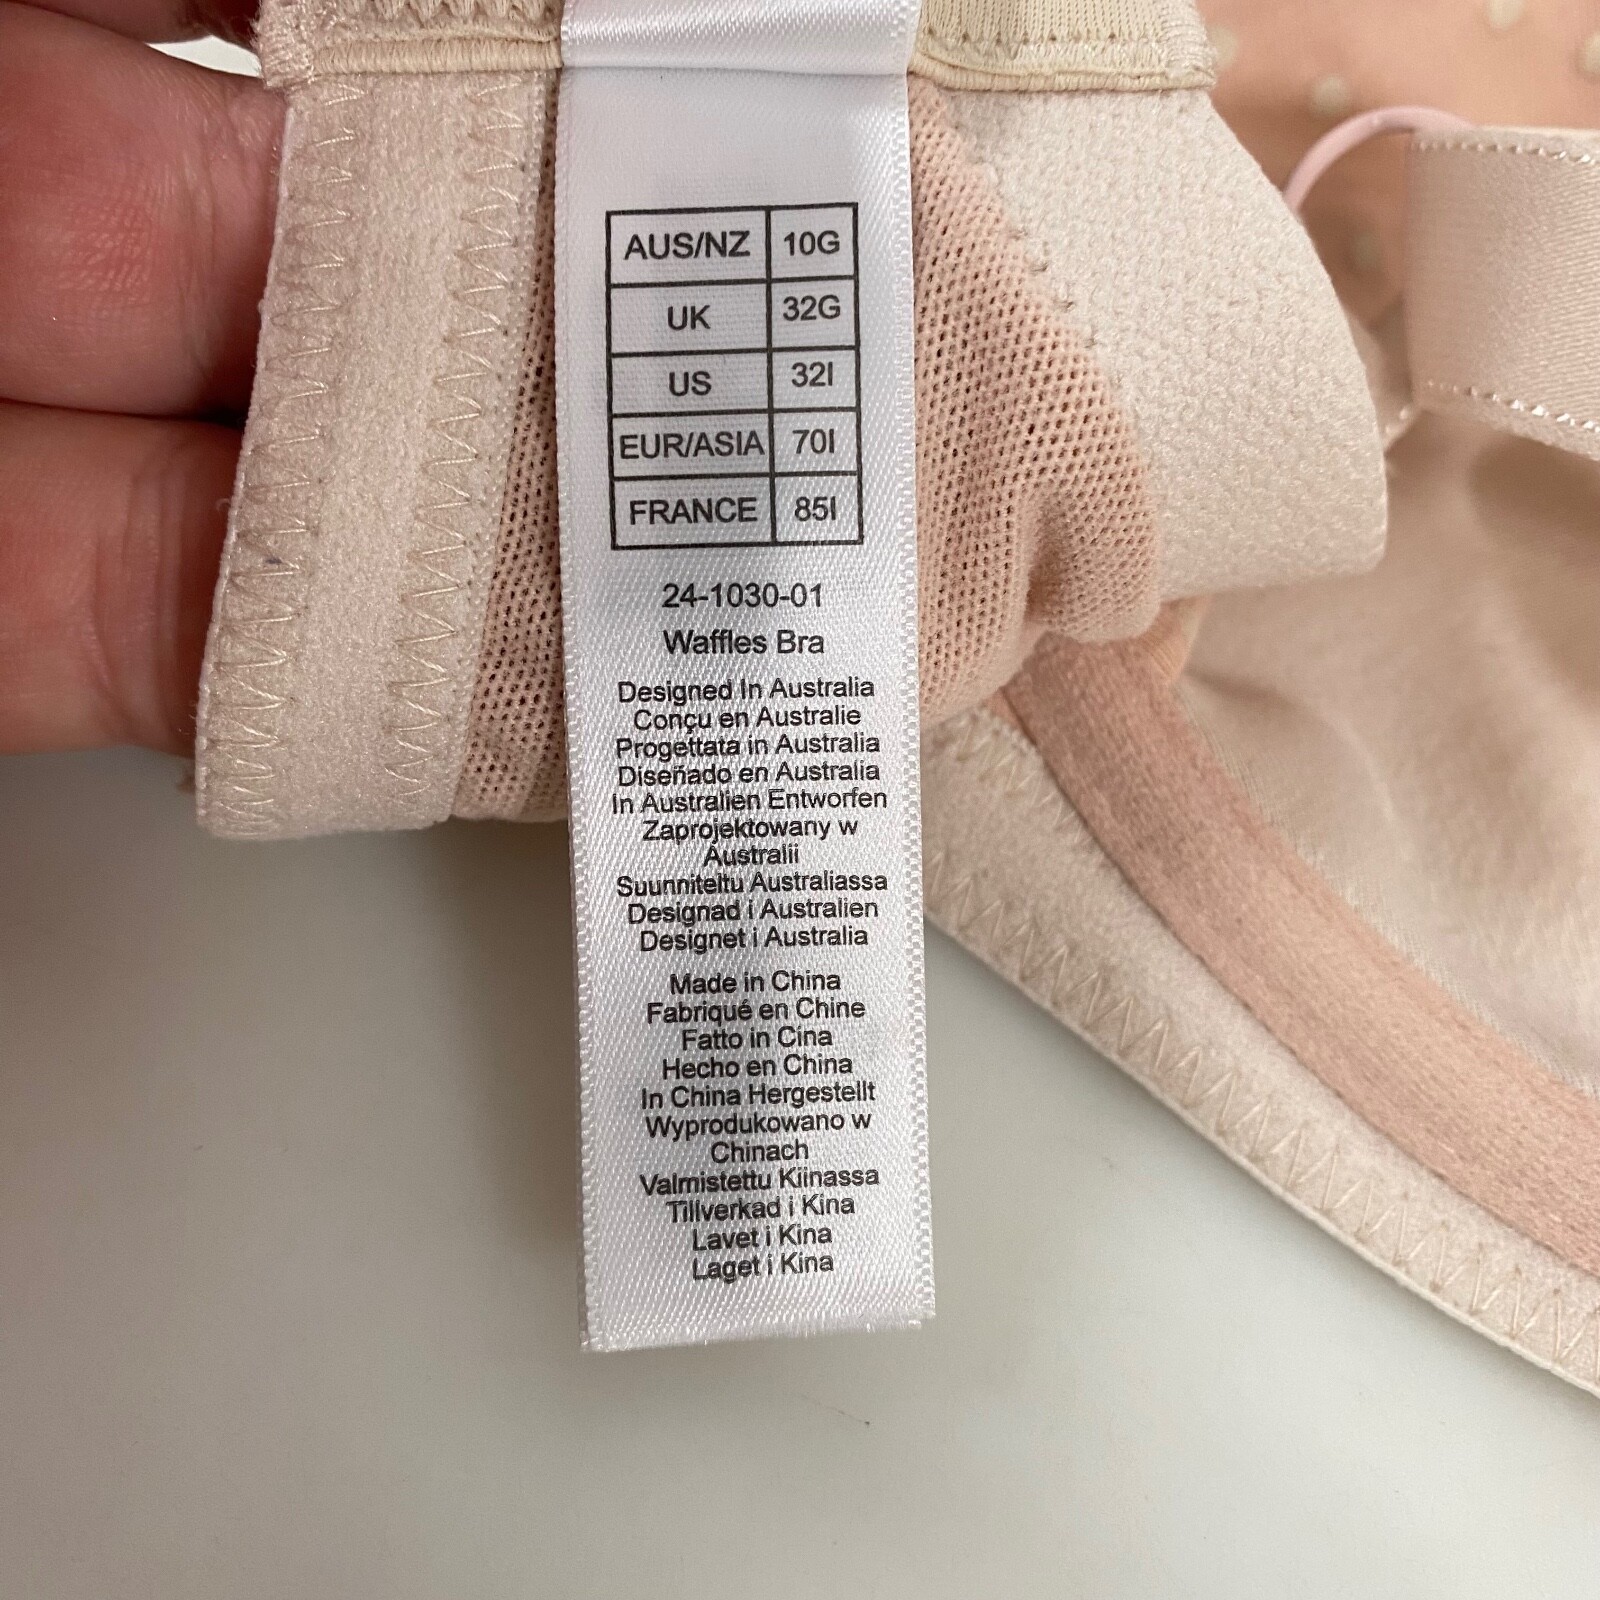 AUS/NZ 10G
UK 32G
US 32I
EUR/ASIA 70I
FRANCE 85I
24-1030-01
Waffles Bra
Designed In Australia
Conçu en Australie
Progettata in Australia
Diseñado en Australia
In Australien Entworfen
Zaprojektowany w
Australii
Suunniteltu Australiassa
Designad i Australien
Designet i Australia
Made in China
Fabriqué en Chine
Fatto in Cina
Hecho en China
In China Hergestellt
Wyprodukowano w
Chinach
Valmistettu Kiinassa
Tillverkad i Kina
Lavet i Kina
Laget i Kina